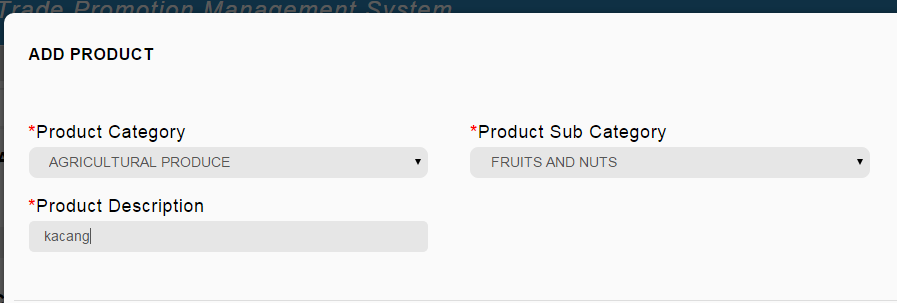 Trade Promotion Management System
ADD PRODUCT
*Product Category *Product Sub Category
AGRICULTURAL PRODUCE FRUITS AND NUTS
*Product Description
kacang